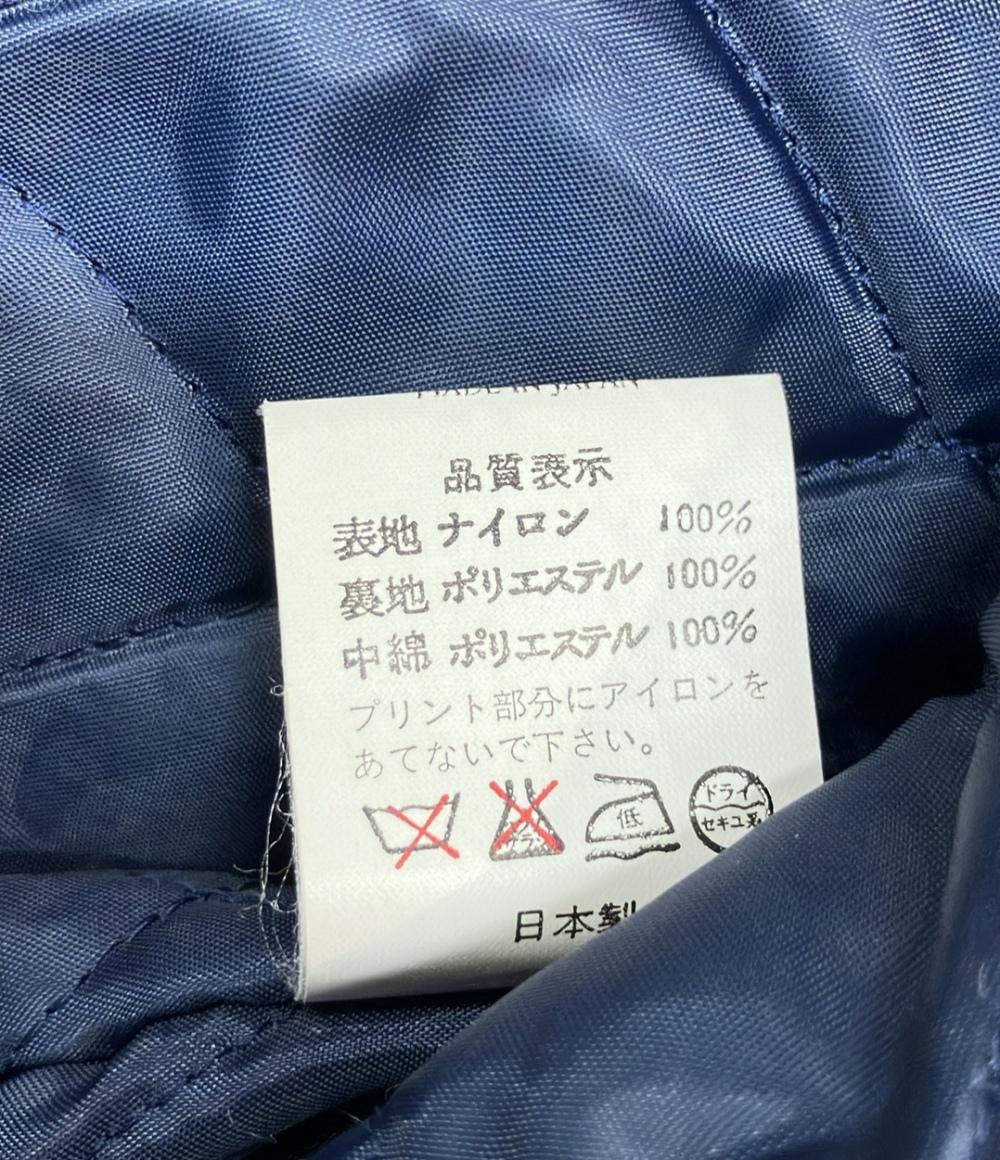 MADE IN JAPAN
品質表示
表地 ナイロン 100%
裏地 ポリエステル 100%
中綿 ポリエステル 100%
プリント部分にアイロンを
あてないで下さい。
低 ドライ
セキユ系
日本製